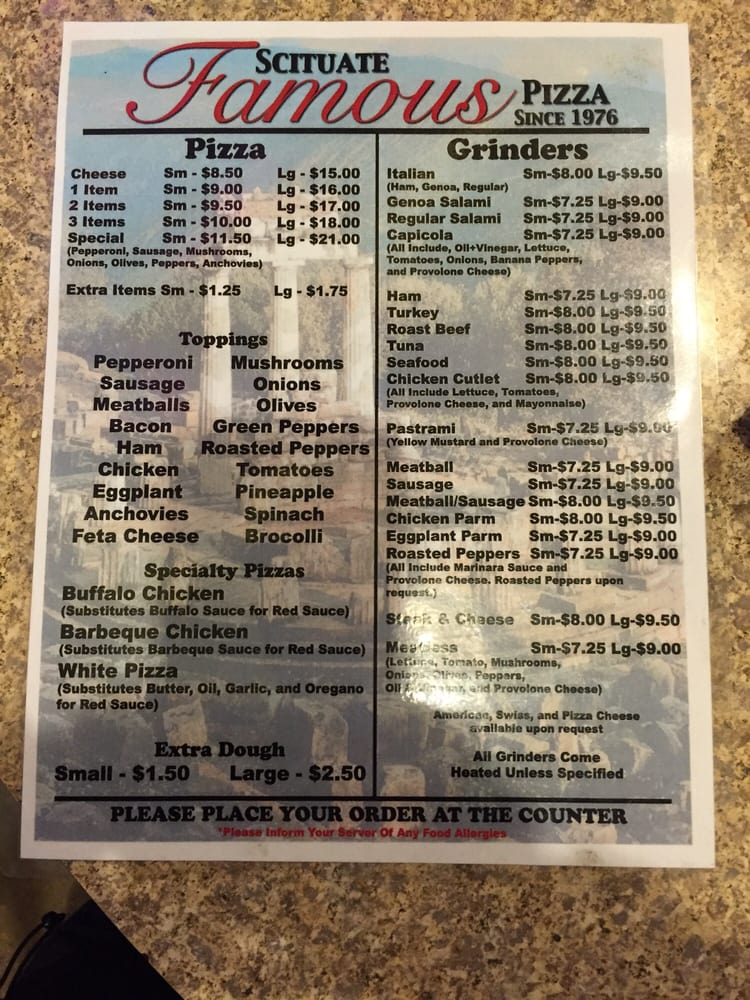 SCITUATE
Famous PIZZA
SINCE 1976
Pizza
Cheese Sm - $8.50 Lg - $15.00
1 Item Sm - $9.00 Lg - $16.00
2 Items Sm - $9.50 Lg - $17.00
3 Items Sm - $10.00 Lg - $18.00
Special Sm - $11.50 Lg - $21.00
(Pepperoni, Sausage, Mushrooms,
Onions, Olives, Peppers, Anchovies)
Extra Items Sm - $1.25 Lg - $1.75
Toppings
Pepperoni Mushrooms
Sausage Onions
Meatballs Olives
Bacon Green Peppers
Ham Roasted Peppers
Chicken Tomatoes
Eggplant Pineapple
Anchovies Spinach
Feta Cheese Brocolli
Specialty Pizzas
Buffalo Chicken
(Substitutes Buffalo Sauce for Red Sauce)
Barbeque Chicken
(Substitutes Barbeque Sauce for Red Sauce)
White Pizza
(Substitutes Butter, Oil, Garlic, and Oregano
for Red Sauce)
Extra Dough
Small - $1.50 Large - $2.50
Grinders
Italian Sm-$8.00 Lg-$9.50
(Ham, Genoa, Regular)
Genoa Salami Sm-$7.25 Lg-$9.00
Regular Salami Sm-$7.25 Lg-$9.00
Capicola Sm-$7.25 Lg-$9.00
(All Include, Oil+Vinegar, Lettuce,
Tomatoes, Onions, Banana Peppers,
and Provolone Cheese)
Ham Sm-$7.25 Lg-$9.00
Turkey Sm-$8.00 Lg-$9.50
Roast Beef Sm-$8.00 Lg-$9.50
Tuna Sm-$8.00 Lg-$9.50
Seafood Sm-$8.00 Lg-$9.50
Chicken Cutlet Sm-$8.00 Lg-$9.50
(All Include Lettuce, Tomatoes,
Provolone Cheese, and Mayonnaise)
Pastrami Sm-$7.25 Lg-$9.00
(Yellow Mustard and Provolone Cheese)
Meatball Sm-$7.25 Lg-$9.00
Sausage Sm-$7.25 Lg-$9.00
Meatball/Sausage Sm-$8.00 Lg-$9.50
Chicken Parm Sm-$8.00 Lg-$9.50
Eggplant Parm Sm-$7.25 Lg-$9.00
Roasted Peppers Sm-$7.25 Lg-$9.00
(All Include Marinara Sauce and
Provolone Cheese. Roasted Peppers upon
request.)
Steak & Cheese Sm-$8.00 Lg-$9.50
Meatless Sm-$7.25 Lg-$9.00
(Lettuce, Tomato, Mushrooms,
Onions, Olives, Peppers,
Oil & Vinegar, and Provolone Cheese)
American, Swiss, and Pizza Cheese
available upon request
All Grinders Come
Heated Unless Specified
PLEASE PLACE YOUR ORDER AT THE COUNTER
*Please Inform Your Server Of Any Food Allergies